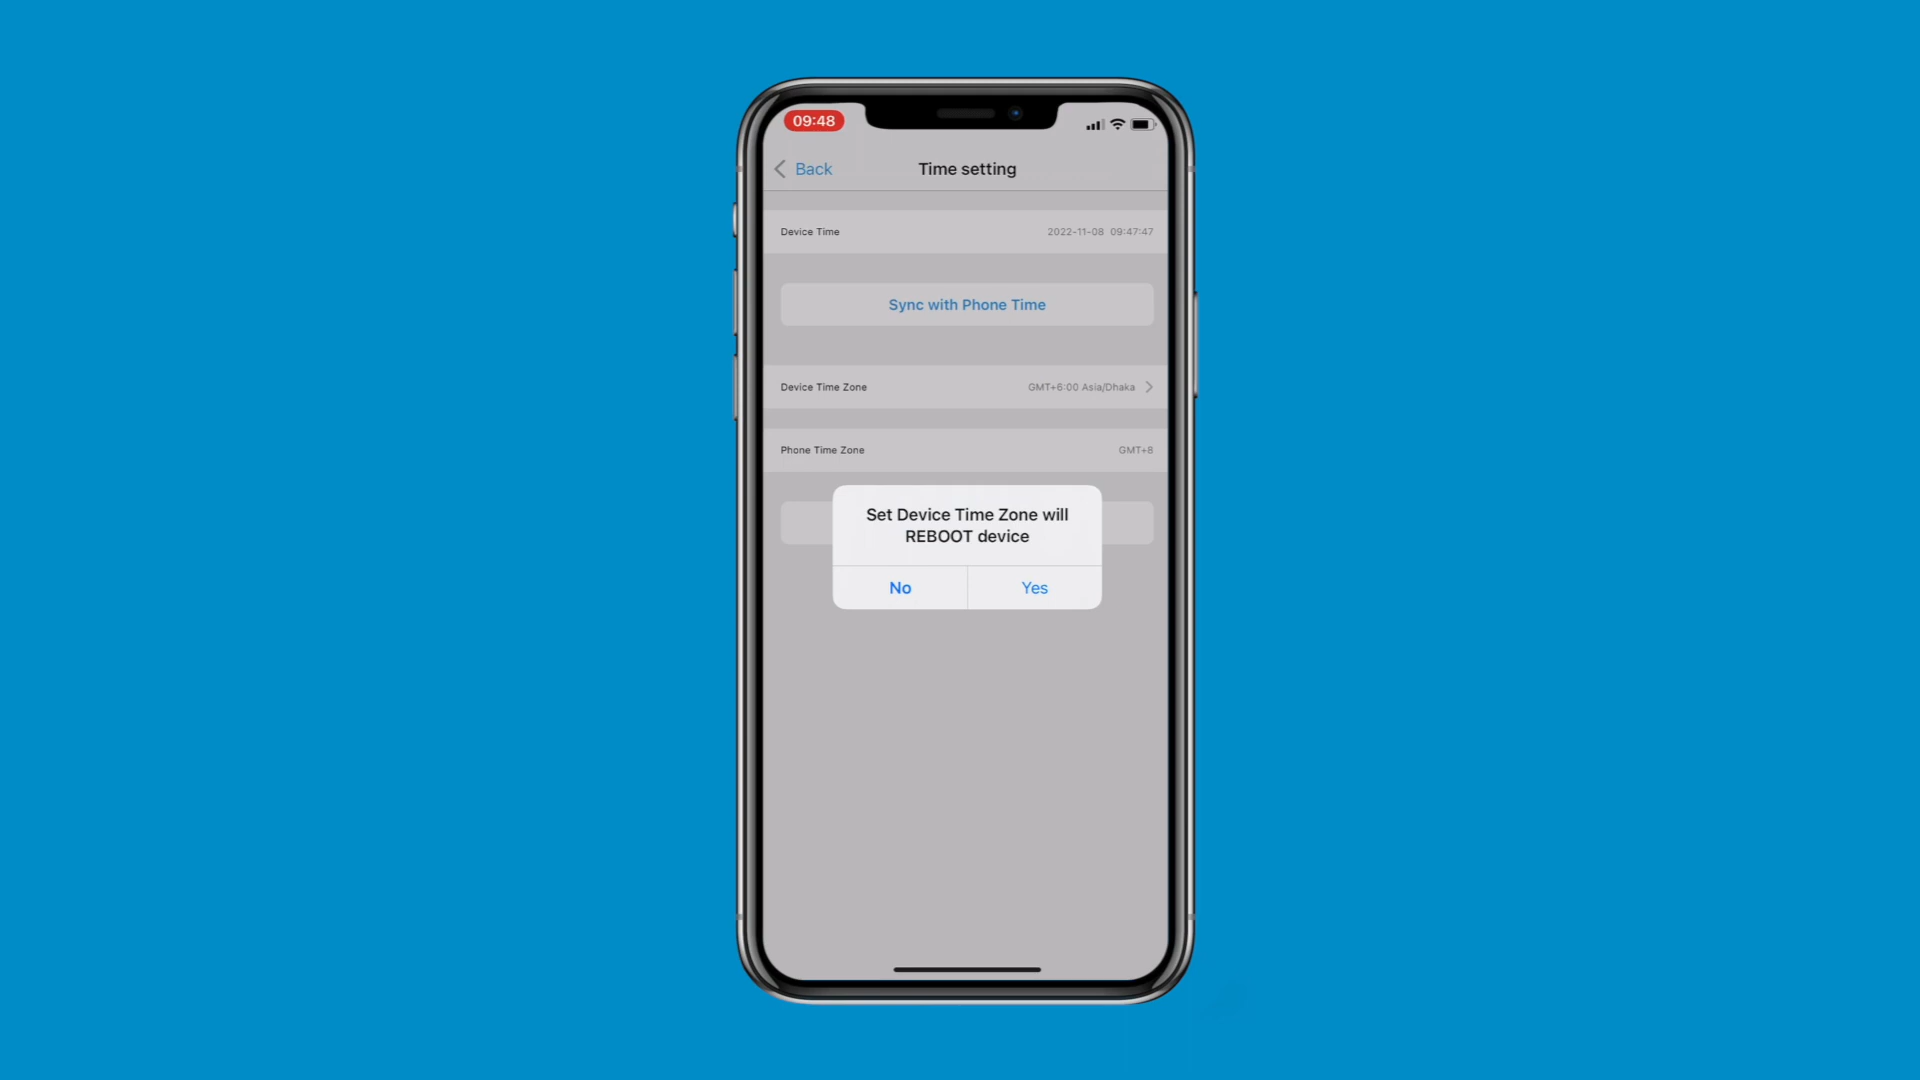 09:48
Back
Time setting
Device Time
2022-11-08 09:47:47
Sync with Phone Time
Device Time Zone
GMT+6:00 Asia/Dhaka
Phone Time Zone
GMT+8
Set Device Time Zone will
REBOOT device
No
Yes